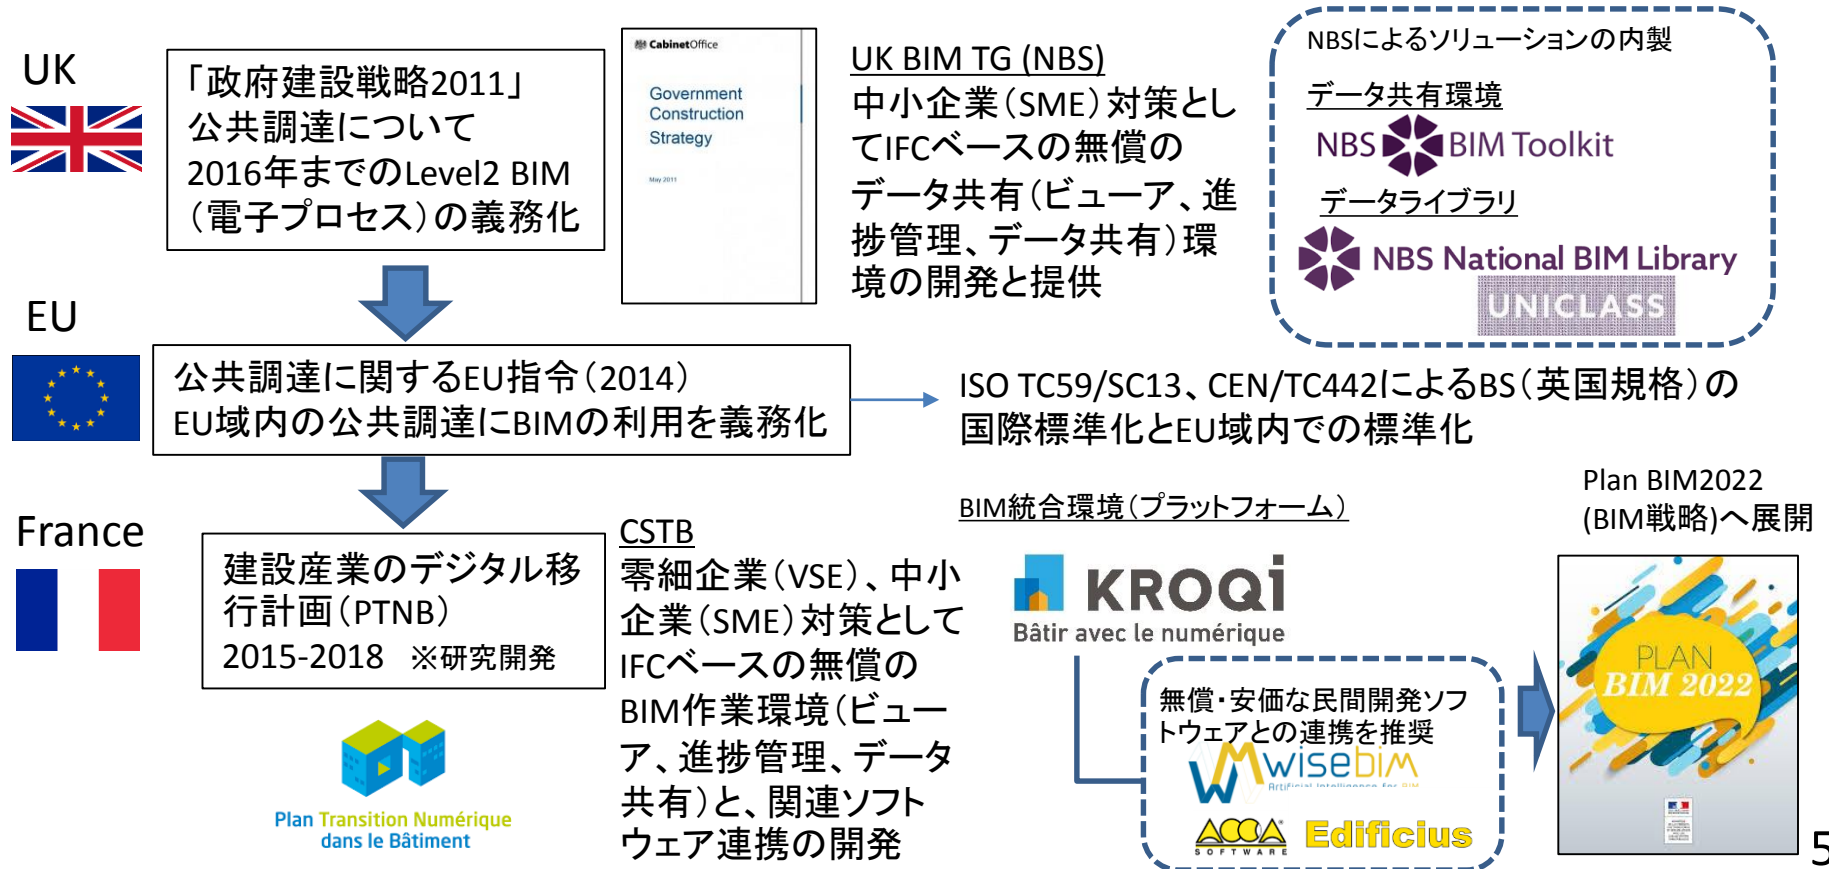 UK
「政府建設戦略2011」
公共調達について
2016年までのLevel2 BIM
（電子プロセス）の義務化
CabinetOffice
Government
Construction
Strategy
May 2011
UK BIM TG (NBS)
中小企業（SME）対策とし
てIFCベースの無償の
データ共有（ビューア、進
捗管理、データ共有）環
境の開発と提供
NBSによるソリューションの内製
データ共有環境
NBS BIM Toolkit
データライブラリ
NBS National BIM Library
UNICLASS
EU
公共調達に関するEU指令（2014）
EU域内の公共調達にBIMの利用を義務化
ISO TC59/SC13、CEN/TC442によるBS（英国規格）の
国際標準化とEU域内での標準化
France
建設産業のデジタル移
行計画（PTNB）
2015-2018 ※研究開発
Plan Transition Numérique
dans le Bâtiment
CSTB
零細企業（VSE）、中小
企業（SME）対策として
IFCベースの無償の
BIM作業環境（ビュー
ア、進捗管理、データ
共有）と、関連ソフト
ウェア連携の開発
BIM統合環境（プラットフォーム）
KROQi
Bâtir avec le numérique
無償・安価な民間開発ソフ
トウェアとの連携を推奨
wisebim
Artificial Intelligence for BIM
ACCA
SOFTWARE
Edificius
Plan BIM2022
(BIM戦略)へ展開
PLAN
BIM 2022
5